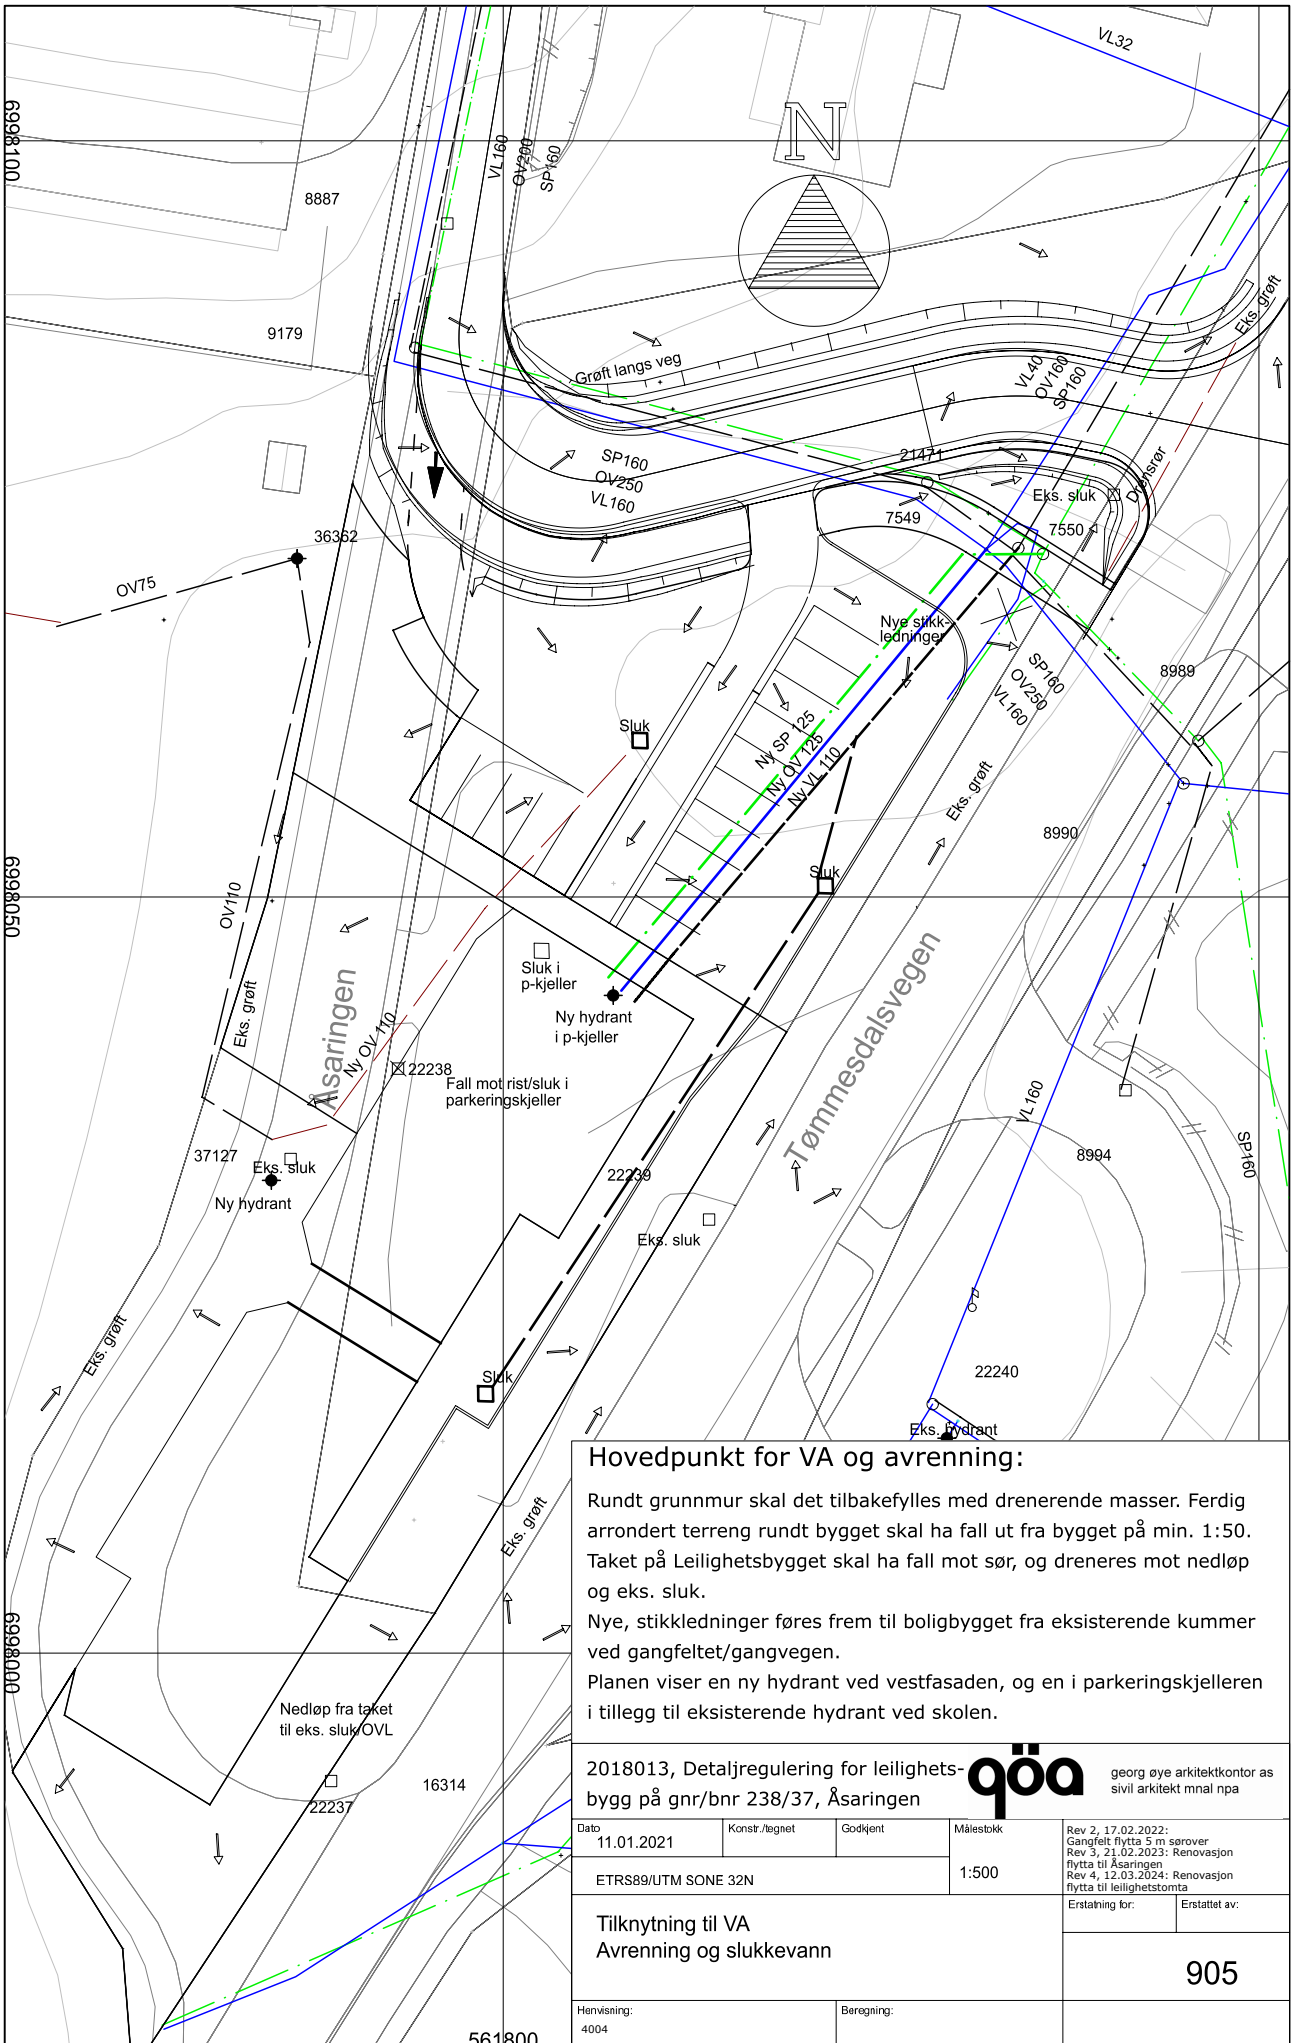 VL32
6998100
VL160
OV200
SP160
N
8887
9179
Grøft langs veg
Eks. grøft
VL40
OV160
SP160
SP160
OV250
VL160
21471
Eks. sluk
Drensrør
7549
7550
36362
OV75
Nye stikk-
ledninger
SP160
OV250
VL160
8989
Sluk
Ny SP 125
Ny OV 125
Ny VL 110
Eks. grøft
8990
Sluk
6998050
OV110
Sluk i
p-kjeller
Ny hydrant
i p-kjeller
Eks. grøft
Åsaringen
Ny OV 110
22238
Fall mot rist/sluk i
parkeringskjeller
Tømmesdalsvegen
VL160
8994
SP160
37127
Eks. sluk
Ny hydrant
22239
Eks. sluk
Eks. grøft
22240
Sluk
Eks. hydrant
Eks. grøft
6998000
Nedløp fra taket
til eks. sluk/OVL
22237
16314
561800
Hovedpunkt for VA og avrenning:
Rundt grunnmur skal det tilbakefylles med drenerende masser. Ferdig
arrondert terreng rundt bygget skal ha fall ut fra bygget på min. 1:50.
Taket på Leilighetsbygget skal ha fall mot sør, og dreneres mot nedløp
og eks. sluk.
Nye, stikkledninger føres frem til boligbygget fra eksisterende kummer
ved gangfeltet/gangvegen.
Planen viser en ny hydrant ved vestfasaden, og en i parkeringskjelleren
i tillegg til eksisterende hydrant ved skolen.
2018013, Detaljregulering for leilighets-
bygg på gnr/bnr 238/37, Åsaringen
göa
georg øye arkitektkontor as
sivil arkitekt mnal npa
Dato
11.01.2021
Konstr./tegnet
Godkjent
Målestokk
1:500
ETRS89/UTM SONE 32N
Rev 2, 17.02.2022:
Gangfelt flytta 5 m sørover
Rev 3, 21.02.2023: Renovasjon
flytta til Åsaringen
Rev 4, 12.03.2024: Renovasjon
flytta til leilighetstomta
Erstatning for:
Erstattet av:
Tilknytning til VA
Avrenning og slukkevann
905
Henvisning:
4004
Beregning: